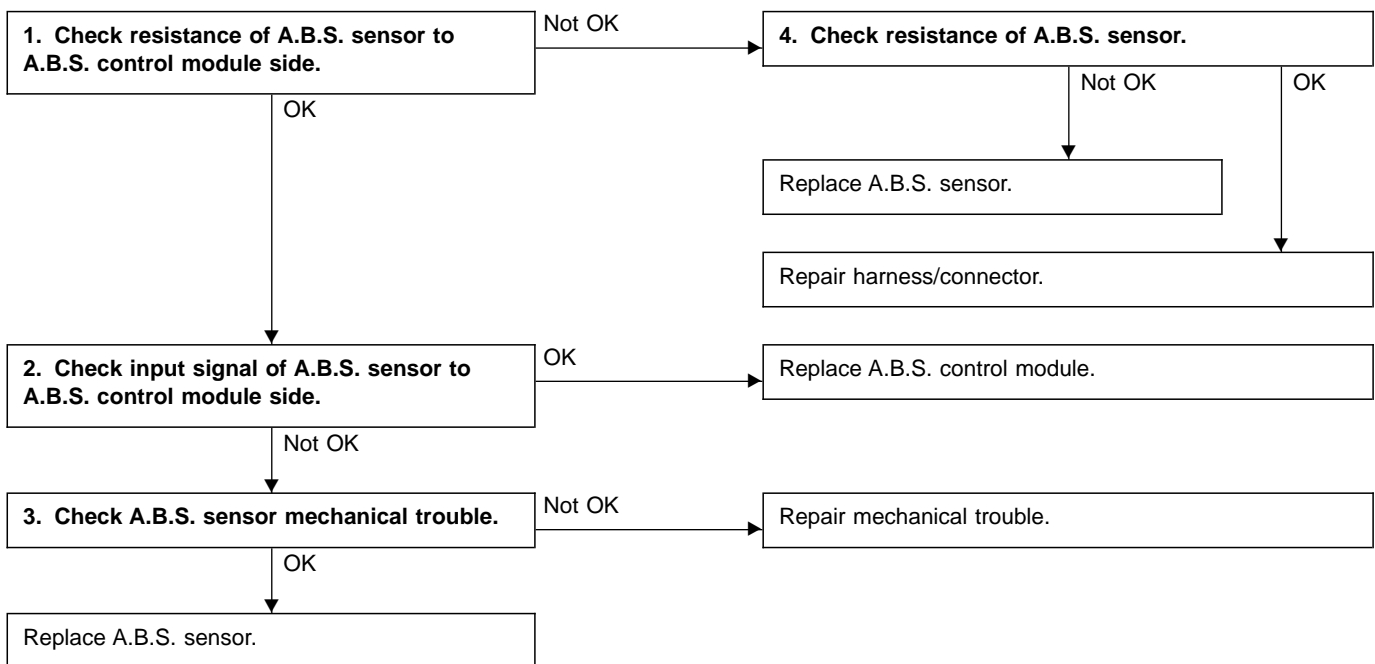 1. Check resistance of A.B.S. sensor to
A.B.S. control module side.
Not OK
4. Check resistance of A.B.S. sensor.
OK
Not OK
OK
Replace A.B.S. sensor.
Repair harness/connector.
2. Check input signal of A.B.S. sensor to
A.B.S. control module side.
OK
Replace A.B.S. control module.
Not OK
3. Check A.B.S. sensor mechanical trouble.
Not OK
Repair mechanical trouble.
OK
Replace A.B.S. sensor.